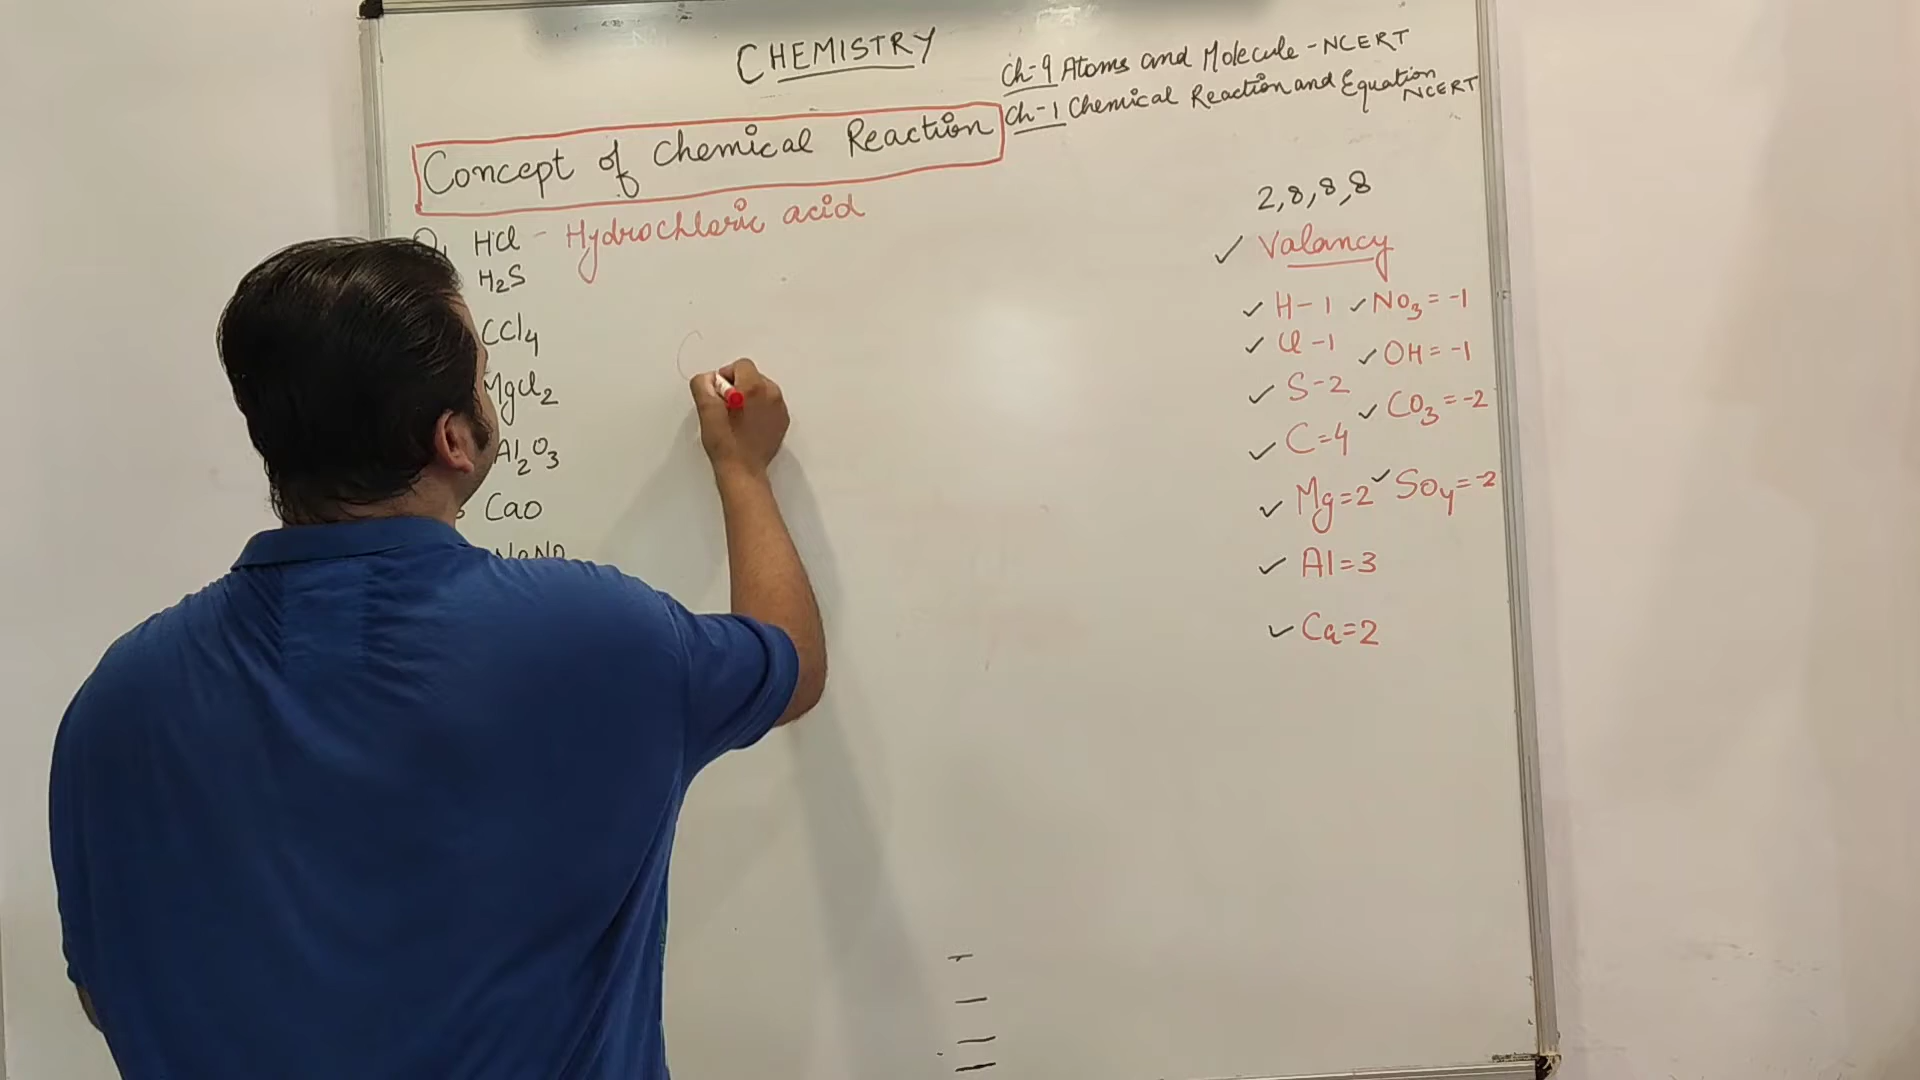 CHEMISTRY
Ch-9 Atoms and Molecule - NCERT
Ch-1 Chemical Reaction and Equation
NCERT
Concept of Chemical Reaction
HCl - Hydrochloric acid
H2S
CCl4
MgCl2
Al2O3
CaO
2,8,8,8
✓ Valancy
✓ H-1 ✓ NO3=-1
✓ Cl-1 ✓ OH=-1
✓ S-2 ✓ CO3=-2
✓ C=4
✓ Mg=2 ✓ SO4=-2
✓ Al=3
✓ Ca=2